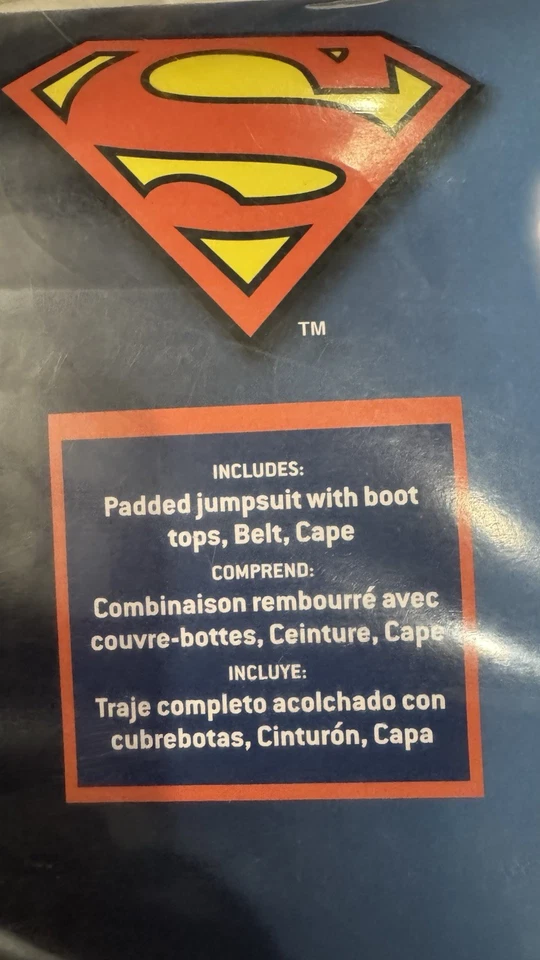 S
TM
INCLUDES:
Padded jumpsuit with boot
tops, Belt, Cape
COMPREND:
Combinaison rembourré avec
couvre-bottes, Ceinture, Cape
INCLUYE:
Traje completo acolchado con
cubrebotas, Cinturón, Capa